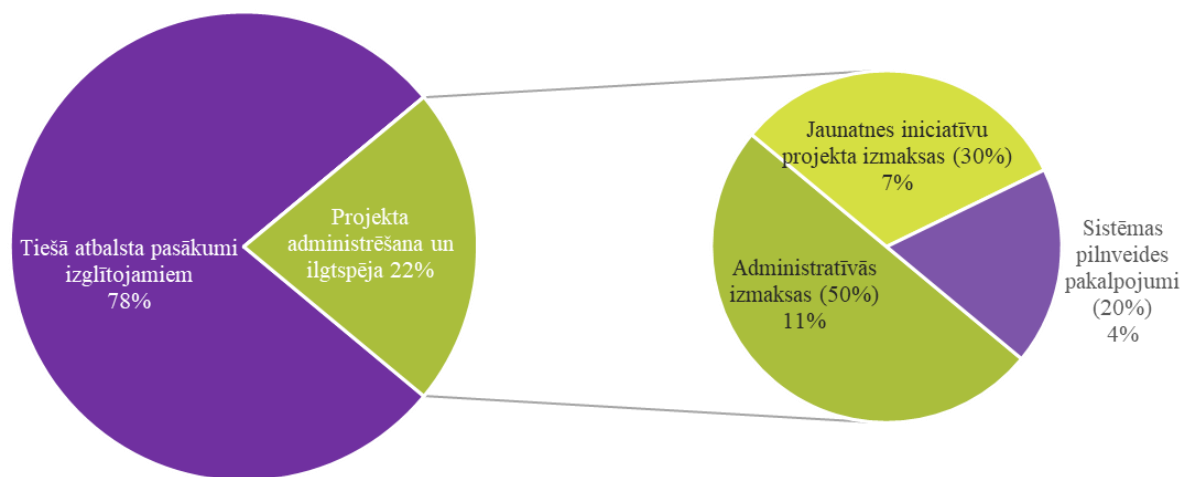 Tiešā atbalsta pasākumi
izglītojamiem
78%
Projekta
administrēšana un
ilgtspēja 22%
Jaunatnes iniciatīvu
projekta izmaksas (30%)
7%
Administratīvās
izmaksas (50%)
11%
Sistēmas
pilnveides
pakalpojumi
(20%)
4%